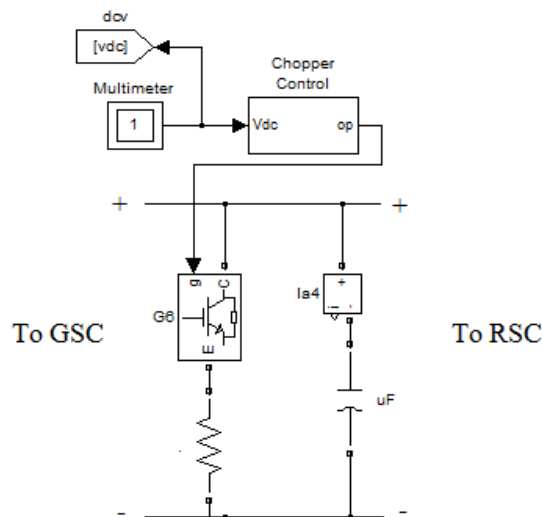 dcv
[vdc]
Multimeter
1
Chopper
Control
Vdc
op
+
+
g
C
G6
E
+
i
-
Ia4
To GSC
To RSC
uF
-
-